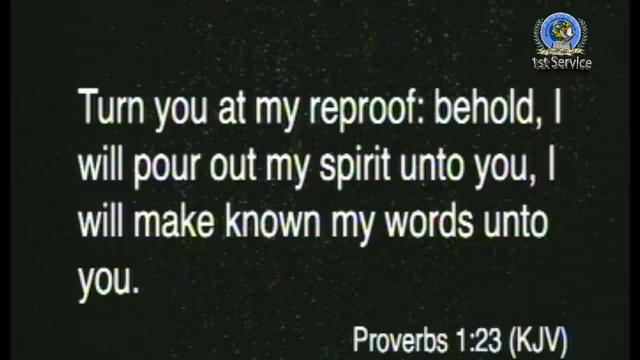 1st Service
Turn you at my reproof: behold, I
will pour out my spirit unto you, I
will make known my words unto
you.
Proverbs 1:23 (KJV)